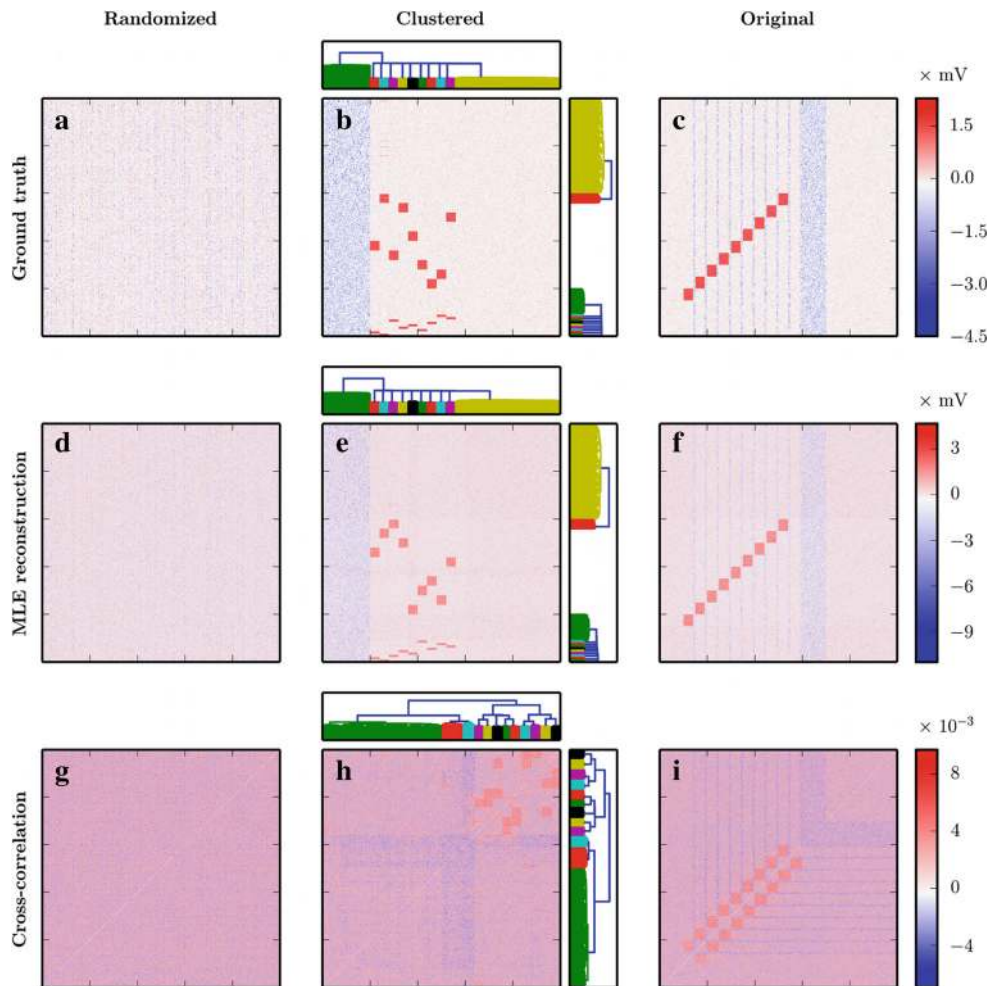 Randomized Clustered Original
× mV
Ground truth
a b c
1.5
0.0
−1.5
−3.0
−4.5
× mV
MLE reconstruction
d e f
3
0
−3
−6
−9
× 10⁻³
Cross-correlation
g h i
8
4
0
−4